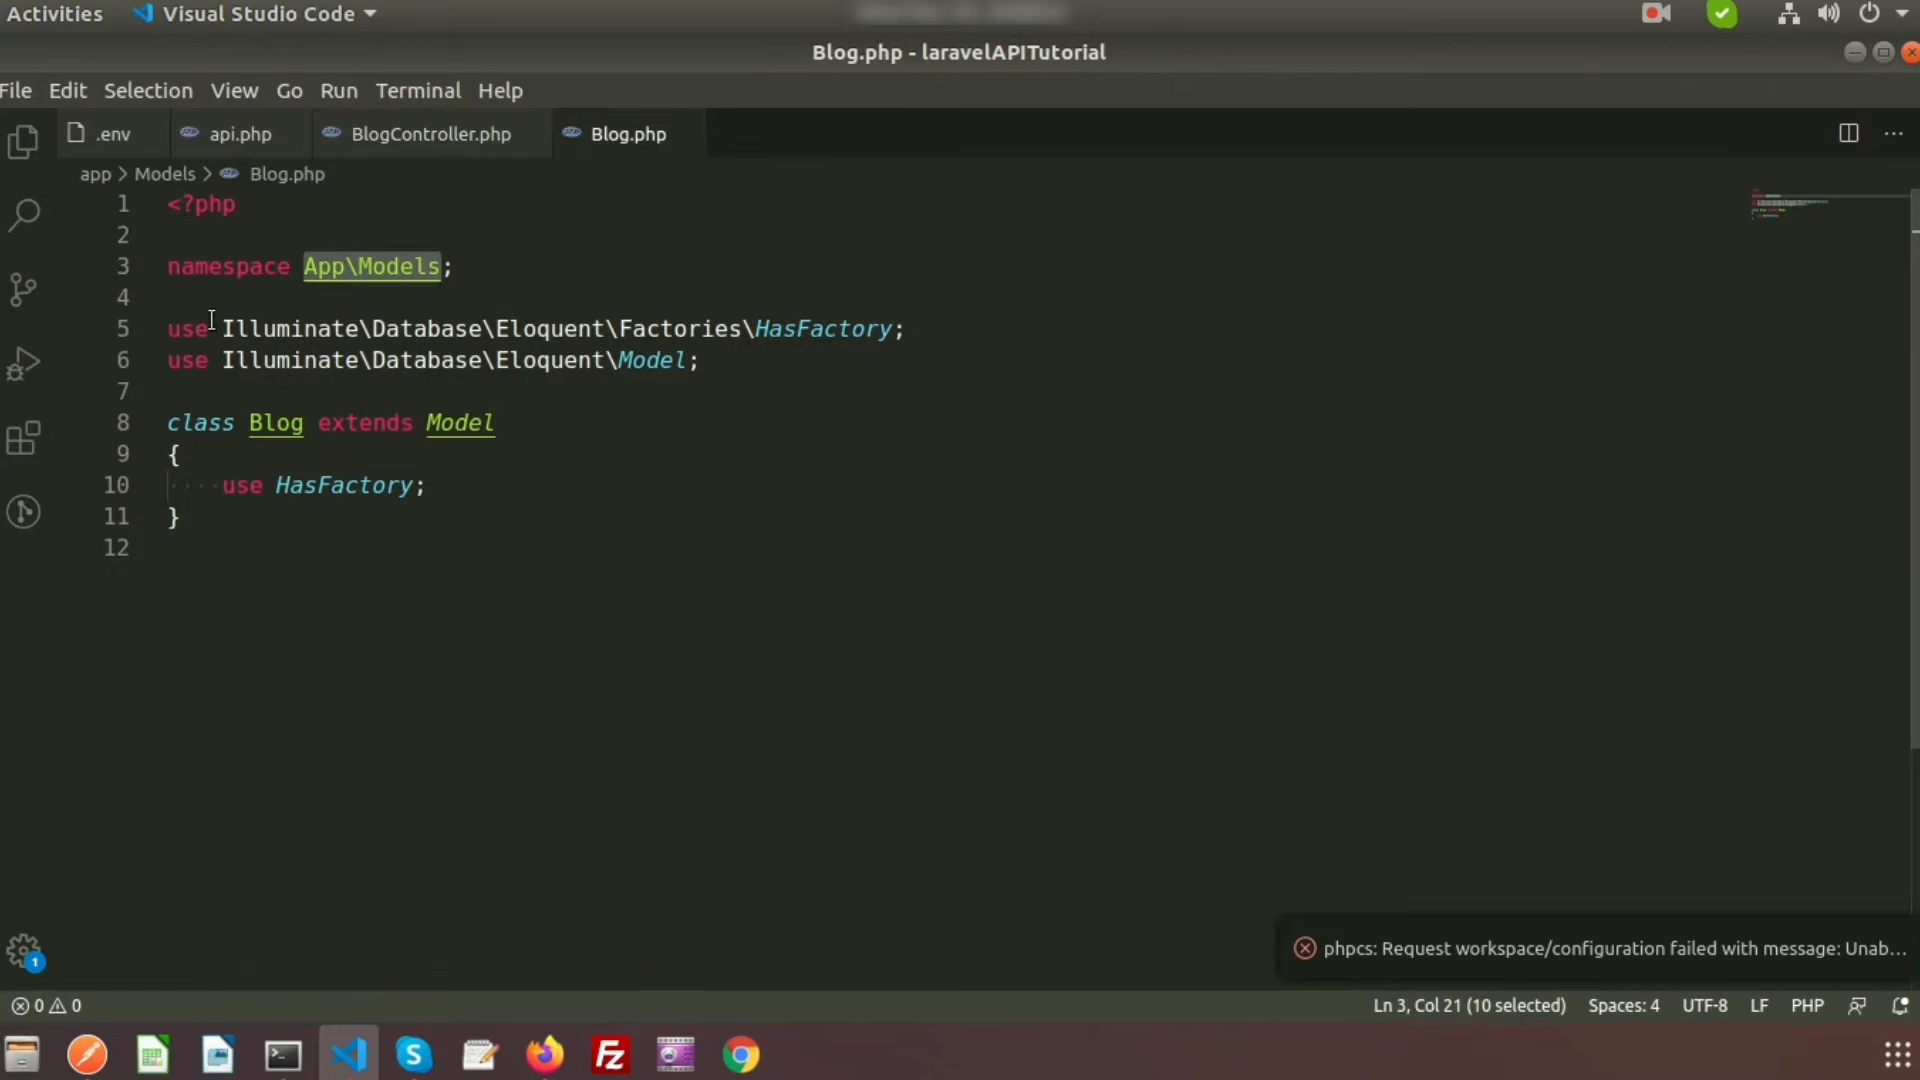 Activities Visual Studio Code
Blog.php - laravelAPITutorial
File Edit Selection View Go Run Terminal Help
.env api.php BlogController.php Blog.php
app > Models > Blog.php
1 <?php
2
3 namespace App\Models;
4
5 use Illuminate\Database\Eloquent\Factories\HasFactory;
6 use Illuminate\Database\Eloquent\Model;
7
8 class Blog extends Model
9 {
10 ····use HasFactory;
11 }
12
1
phpcs: Request workspace/configuration failed with message: Unab...
0 0 Ln 3, Col 21 (10 selected) Spaces: 4 UTF-8 LF PHP
S Fz